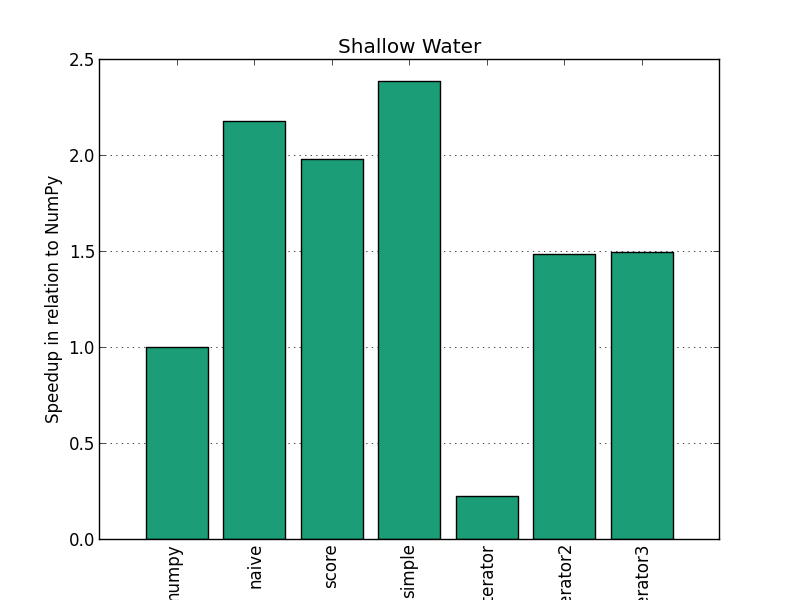 Shallow Water
Speedup in relation to NumPy
2.5
2.0
1.5
1.0
0.5
0.0
numpy
naive
score
simple
terator
erator2
erator3